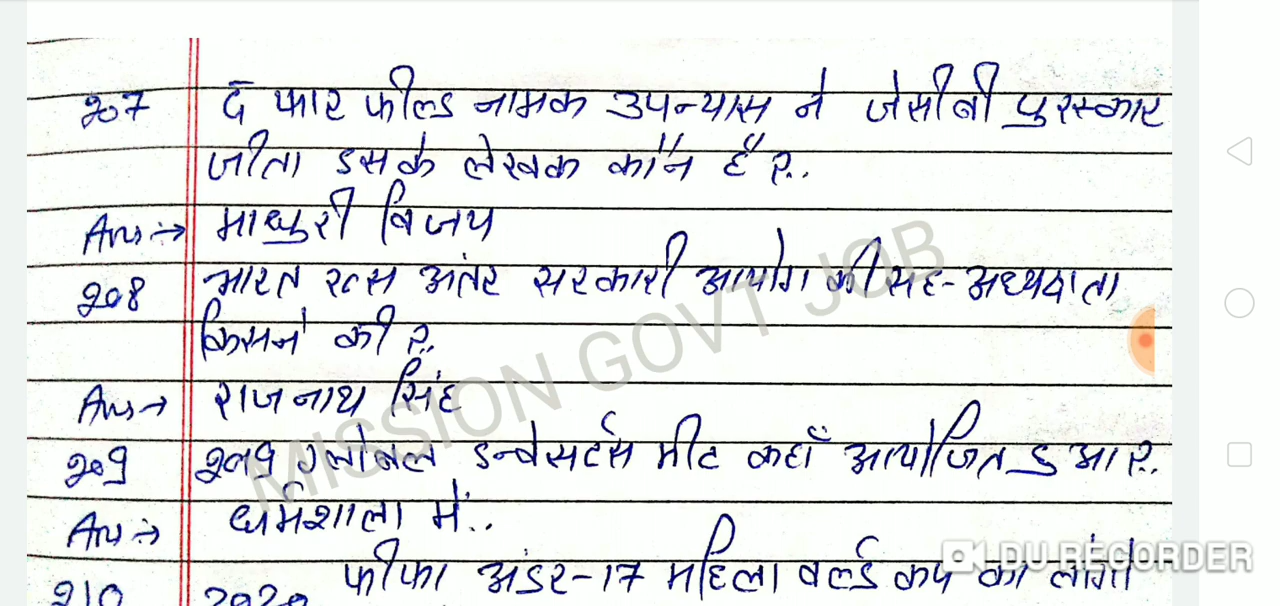 207 द फार फील्ड नामक उपन्यास ने जेसीबी पुरस्कार
जीता इसके लेखक कौन है ?..
Ans :→ माधुरी विजय
208 भारत रूस अंतर सरकारी आयोग की सह-अध्यक्षता
किसने की ?..
Ans → राजनाथ सिंह
209 2019 ग्लोबल इन्वेसर्टस मीट कहाँ आयोजित हुआ ?.
Ans :→ धर्मशाला में..
210 2020 फीफा अंडर-17 महिला वर्ल्ड कप का
MISSION GOVT JOB
DU RECORDER